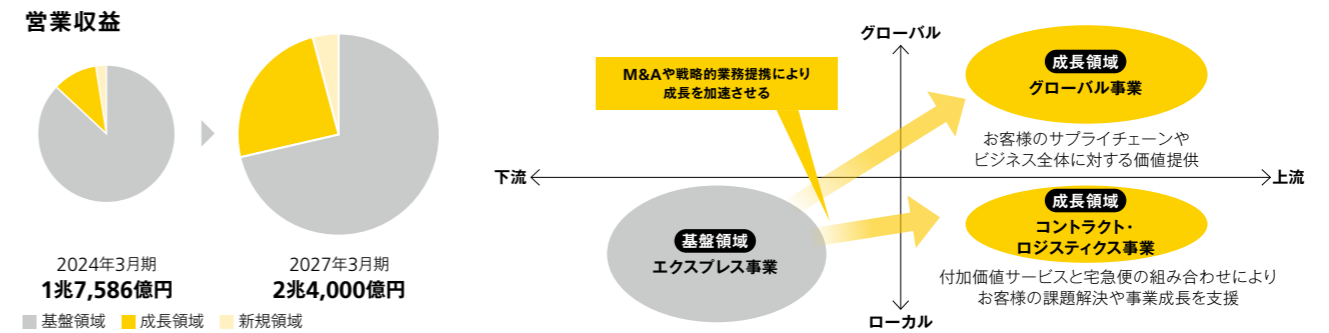 営業収益
2024年3月期
1兆7,586億円
2027年3月期
2兆4,000億円
基盤領域
成長領域
新規領域
グローバル
M&Aや戦略的業務提携により
成長を加速させる
成長領域
グローバル事業
お客様のサプライチェーンや
ビジネス全体に対する価値提供
下流
上流
基盤領域
エクスプレス事業
成長領域
コントラクト・
ロジスティクス事業
付加価値サービスと宅急便の組み合わせにより
お客様の課題解決や事業成長を支援
ローカル